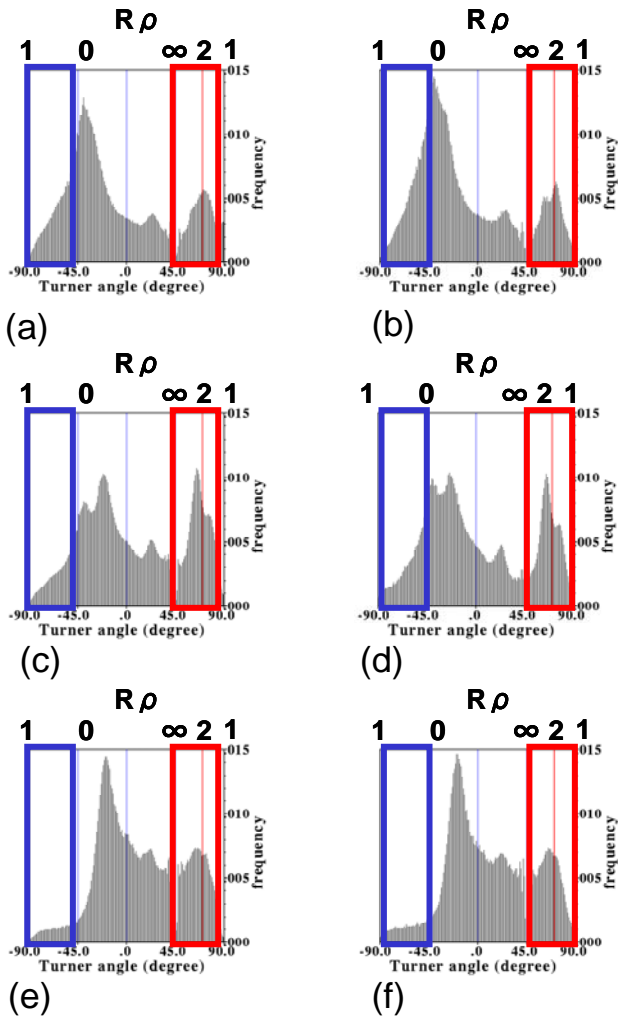 R ρ R ρ
1 0 ∞ 2 1 1 0 ∞ 2 1
.015 .015
.010 .010
frequency frequency
.005 .005
.000 .000
-90.0 -45.0 .0 45.0 90.0 -90.0 -45.0 .0 45.0 90.0
Turner angle (degree) Turner angle (degree)
(a) (b)
R ρ R ρ
1 0 ∞ 2 1 1 0 ∞ 2 1
.015 .015
.010 .010
frequency frequency
.005 .005
.000 .000
-90.0 -45.0 .0 45.0 90.0 -90.0 -45.0 .0 45.0 90.0
Turner angle (degree) Turner angle (degree)
(c) (d)
R ρ R ρ
1 0 ∞ 2 1 1 0 ∞ 2 1
.015 .015
.010 .010
frequency frequency
.005 .005
.000 .000
-90.0 -45.0 .0 45.0 90.0 -90.0 -45.0 .0 45.0 90.0
Turner angle (degree) Turner angle (degree)
(e) (f)